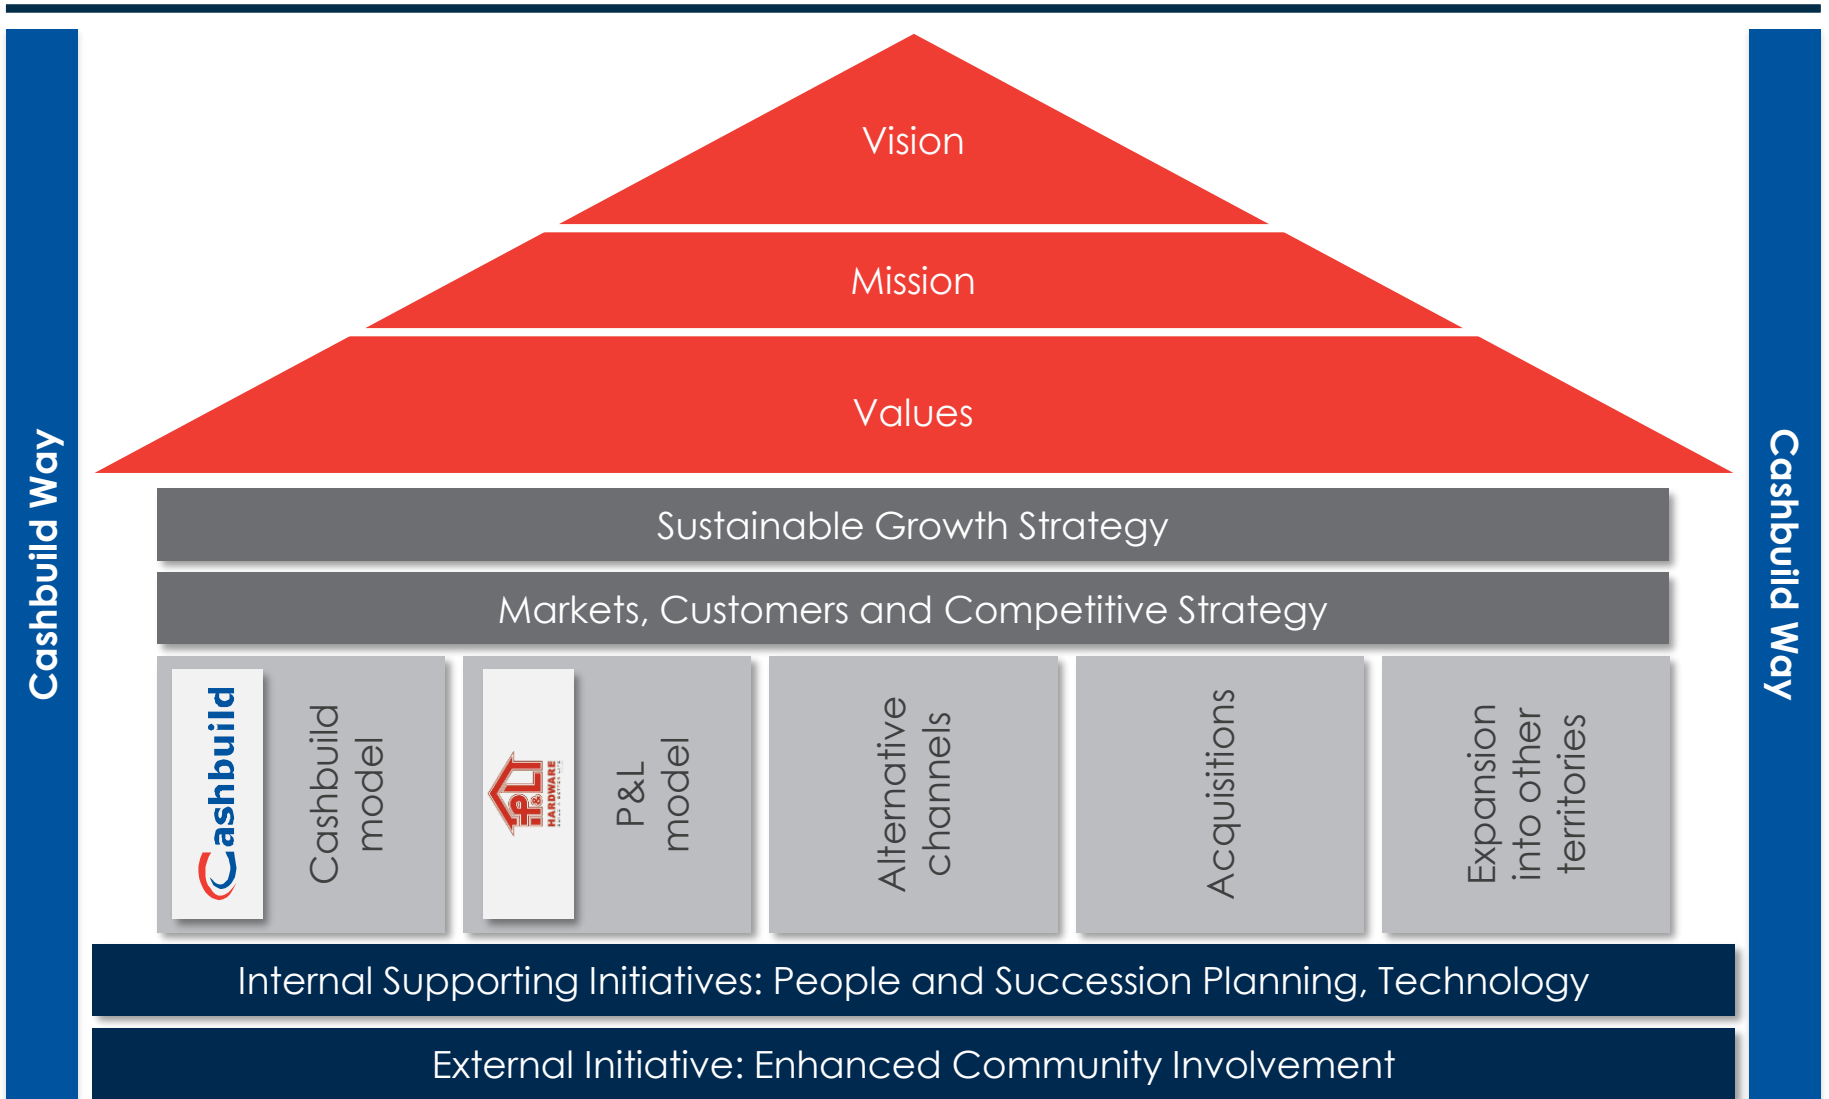 Vision
Mission
Values
Cashbuild Way
Cashbuild Way
Sustainable Growth Strategy
Markets, Customers and Competitive Strategy
Cashbuild
Cashbuild
model
P&L
HARDWARE
P&L
model
Alternative
channels
Acquisitions
Expansion
into other
territories
Internal Supporting Initiatives: People and Succession Planning, Technology
External Initiative: Enhanced Community Involvement